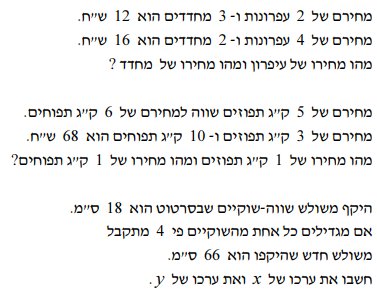 מחירם של 2 עפרונות ו- 3 מחדדים הוא 12 ש״ח.
מחירם של 4 עפרונות ו- 2 מחדדים הוא 16 ש״ח.
מהו מחירו של עיפרון ומהו מחירו של מחדד ?
מחירם של 5 ק״ג תפוזים שווה למחירם של 6 ק״ג תפוחים.
מחירם של 3 ק״ג תפוזים ו- 10 ק״ג תפוחים הוא 68 ש״ח.
מהו מחירו של 1 ק״ג תפוזים ומהו מחירו של 1 ק״ג תפוחים?
היקף משולש שווה-שוקיים שבסרטוט הוא 18 ס״מ.
אם מגדילים כל אחת מהשוקיים פי 4 מתקבל
משולש חדש שהיקפו הוא 66 ס״מ.
חשבו את ערכו של x ואת ערכו של y.